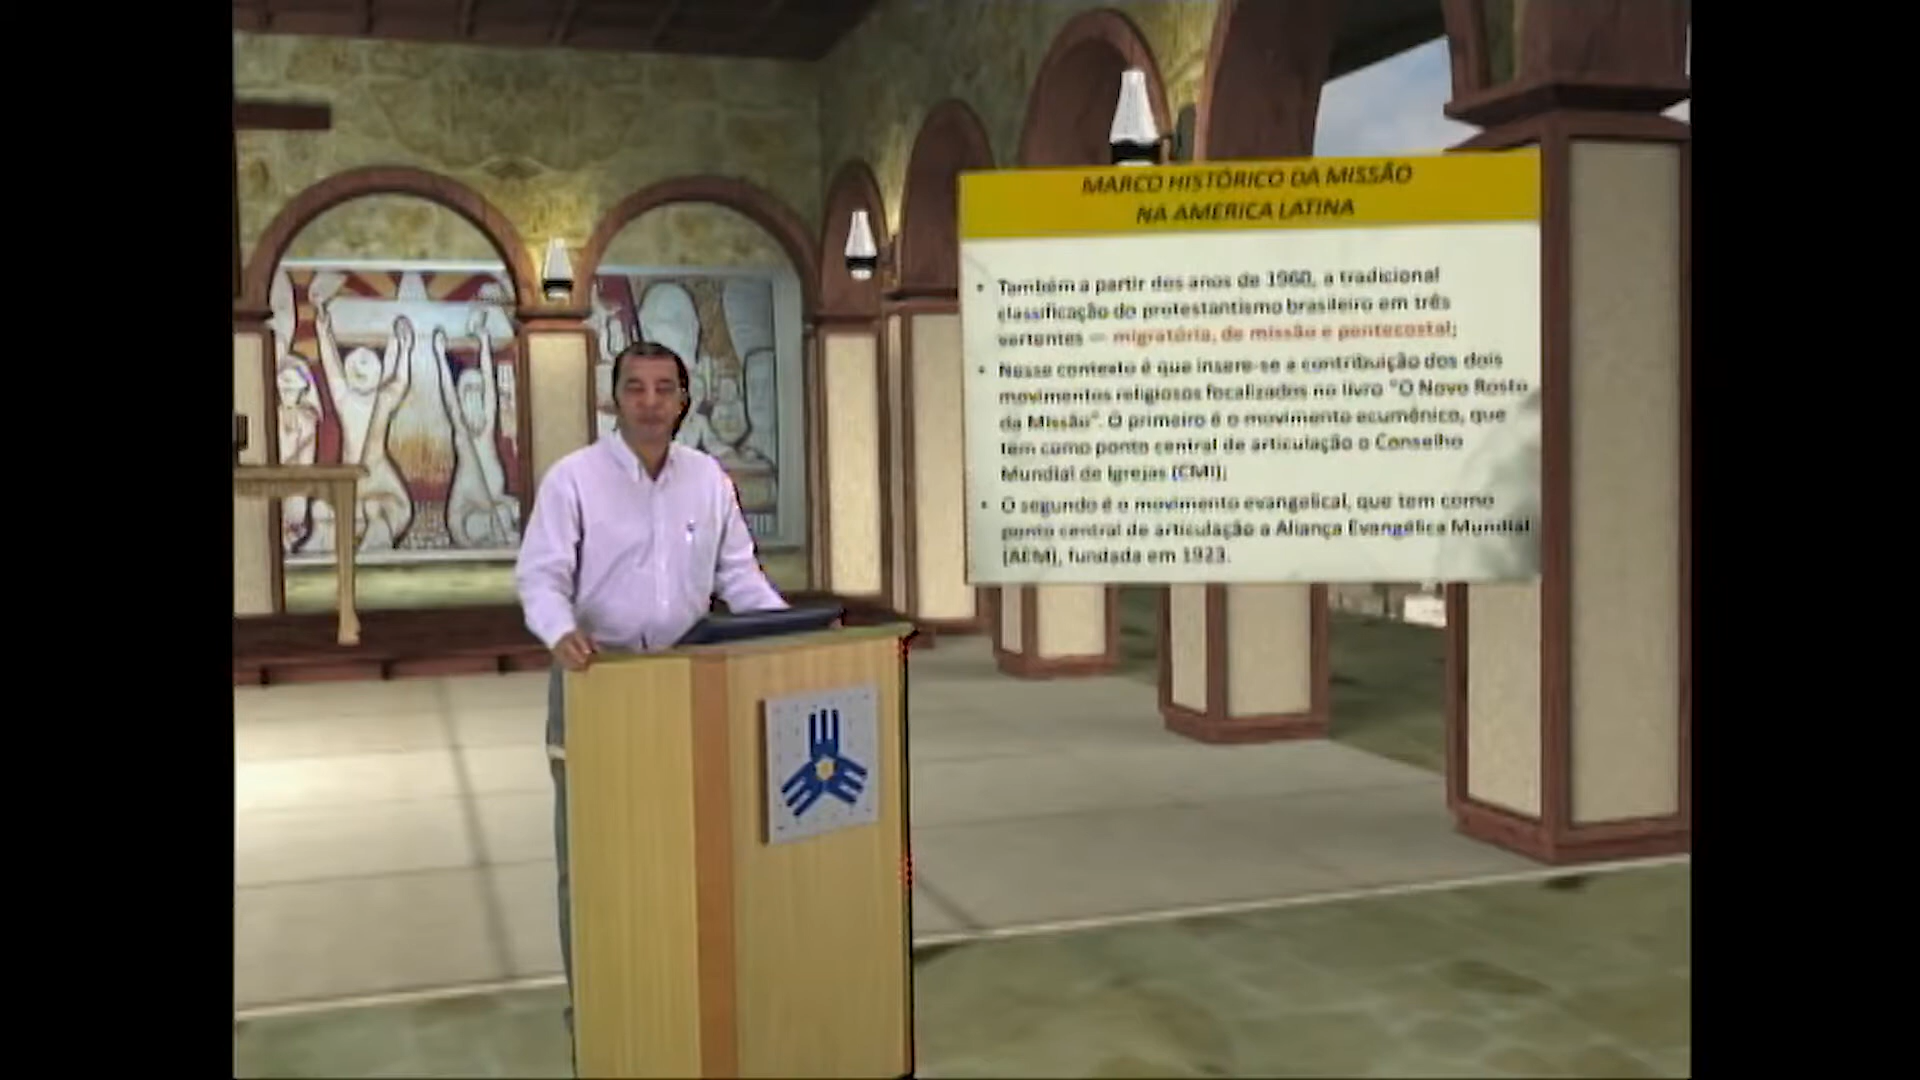 MARCO HISTÓRICO DA MISSÃO
NA AMÉRICA LATINA
• Também a partir dos anos de 1960, a tradicional
classificação do protestantismo brasileiro em três
vertentes — migratória, de missão e pentecostal;
• Nesse contexto é que insere-se a contribuição dos dois
movimentos religiosos focalizados no livro "O Novo Rosto
da Missão". O primeiro é o movimento ecumênico, que
tem como ponto central de articulação o Conselho
Mundial de Igrejas (CMI);
• O segundo é o movimento evangelical, que tem como
ponto central de articulação a Aliança Evangélica Mundial
(AEM), fundada em 1923.